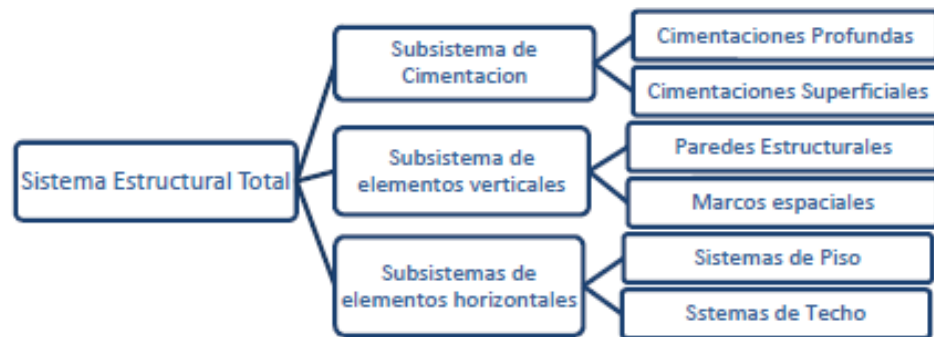 Sistema Estructural Total
Subsistema de
Cimentacion
Cimentaciones Profundas
Cimentaciones Superficiales
Subsistema de
elementos verticales
Paredes Estructurales
Marcos espaciales
Subsistemas de
elementos horizontales
Sistemas de Piso
Sstemas de Techo